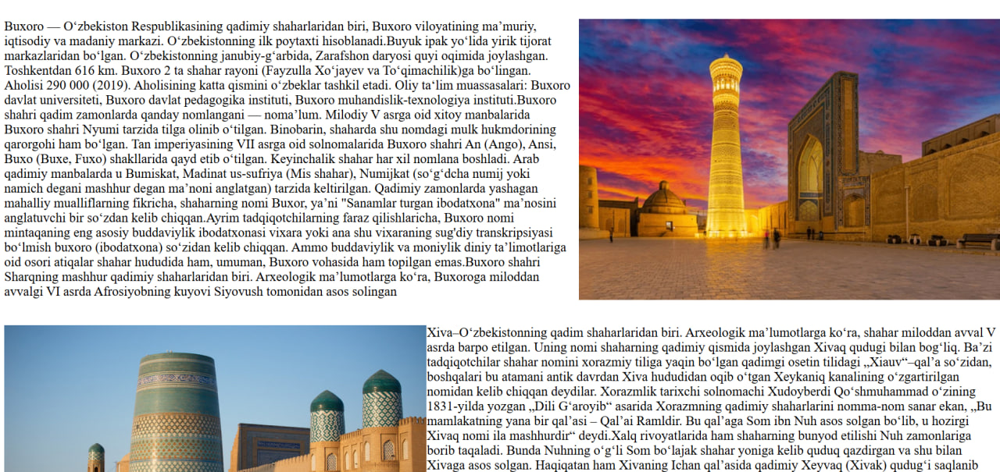 Buxoro — Oʻzbekiston Respublikasining qadimiy shaharlaridan biri, Buxoro viloyatining maʼmuriy,
iqtisodiy va madaniy markazi. Oʻzbekistonning ilk poytaxti hisoblanadi.Buyuk ipak yoʻlida yirik tijorat
markazlaridan boʻlgan. Oʻzbekistonning janubiy-gʻarbida, Zarafshon daryosi quyi oqimida joylashgan.
Toshkentdan 616 km. Buxoro 2 ta shahar rayoni (Fayzulla Xoʻjayev va Toʻqimachilik)ga boʻlingan.
Aholisi 290 000 (2019). Aholisining katta qismini oʻzbeklar tashkil etadi. Oliy taʼlim muassasalari: Buxoro
davlat universiteti, Buxoro davlat pedagogika instituti, Buxoro muhandislik-texnologiya instituti.Buxoro
shahri qadim zamonlarda qanday nomlangani — nomaʼlum. Milodiy V asrga oid xitoy manbalarida
Buxoro shahri Nyumi tarzida tilga olinib oʻtilgan. Binobarin, shaharda shu nomdagi mulk hukmdorining
qarorgohi ham boʻlgan. Tan imperiyasining VII asrga oid solnomalarida Buxoro shahri An (Ango), Ansi,
Buxo (Buxe, Fuxo) shakllarida qayd etib oʻtilgan. Keyinchalik shahar har xil nomlana boshladi. Arab
qadimiy manbalarda u Bumiskat, Madinat us-sufriya (Mis shahar), Numijkat (soʻgʻdcha numij yoki
namich degani mashhur degan maʼnoni anglatgan) tarzida keltirilgan. Qadimiy zamonlarda yashagan
mahalliy mualliflarning fikricha, shaharning nomi Buxor, yaʼni "Sanamlar turgan ibodatxona" maʼnosini
anglatuvchi bir soʻzdan kelib chiqqan.Ayrim tadqiqotchilarning faraz qilishlaricha, Buxoro nomi
mintaqaning eng asosiy buddaviylik ibodatxonasi vixara yoki ana shu vixaraning sug'diy transkripsiyasi
boʻlmish buxoro (ibodatxona) soʻzidan kelib chiqqan. Ammo buddaviylik va moniylik diniy taʼlimotlariga
oid osori atiqalar shahar hududida ham, umuman, Buxoro vohasida ham topilgan emas.Buxoro shahri
Sharqning mashhur qadimiy shaharlaridan biri. Arxeologik maʼlumotlarga koʻra, Buxoroga miloddan
avvalgi VI asrda Afrosiyobning kuyovi Siyovush tomonidan asos solingan
Xiva–Oʻzbekistonning qadim shaharlaridan biri. Arxeologik maʼlumotlarga koʻra, shahar miloddan avval V
asrda barpo etilgan. Uning nomi shaharning qadimiy qismida joylashgan Xivaq qudugi bilan bogʻliq. Baʼzi
tadqiqotchilar shahar nomini xorazmiy tiliga yaqin boʻlgan qadimgi osetin tilidagi „Xiauv“–qalʼa soʻzidan,
boshqalari bu atamani antik davrdan Xiva hududidan oqib oʻtgan Xeykaniq kanalining oʻzgartirilgan
nomidan kelib chiqqan deydilar. Xorazmlik tarixchi solnomachi Xudoyberdi Qoʻshmuhammad oʻzining
1831-yilda yozgan „Dili Gʻaroyib“ asarida Xorazmning qadimiy shaharlarini nomma-nom sanar ekan, „Bu
mamlakatning yana bir qalʼasi – Qalʼai Ramldir. Bu qalʼaga Som ibn Nuh asos solgan boʻlib, u hozirgi
Xivaq nomi ila mashhurdir“ deydi.Xalq rivoyatlarida ham shaharning bunyod etilishi Nuh zamonlariga
borib taqaladi. Bunda Nuhning oʻgʻli Som boʻlajak shahar yoniga kelib quduq qazdirgan va shu bilan
Xivaga asos solgan. Haqiqatan ham Xivaning Ichan qalʼasida qadimiy Xeyvaq (Xivak) qudugʻi saqlanib